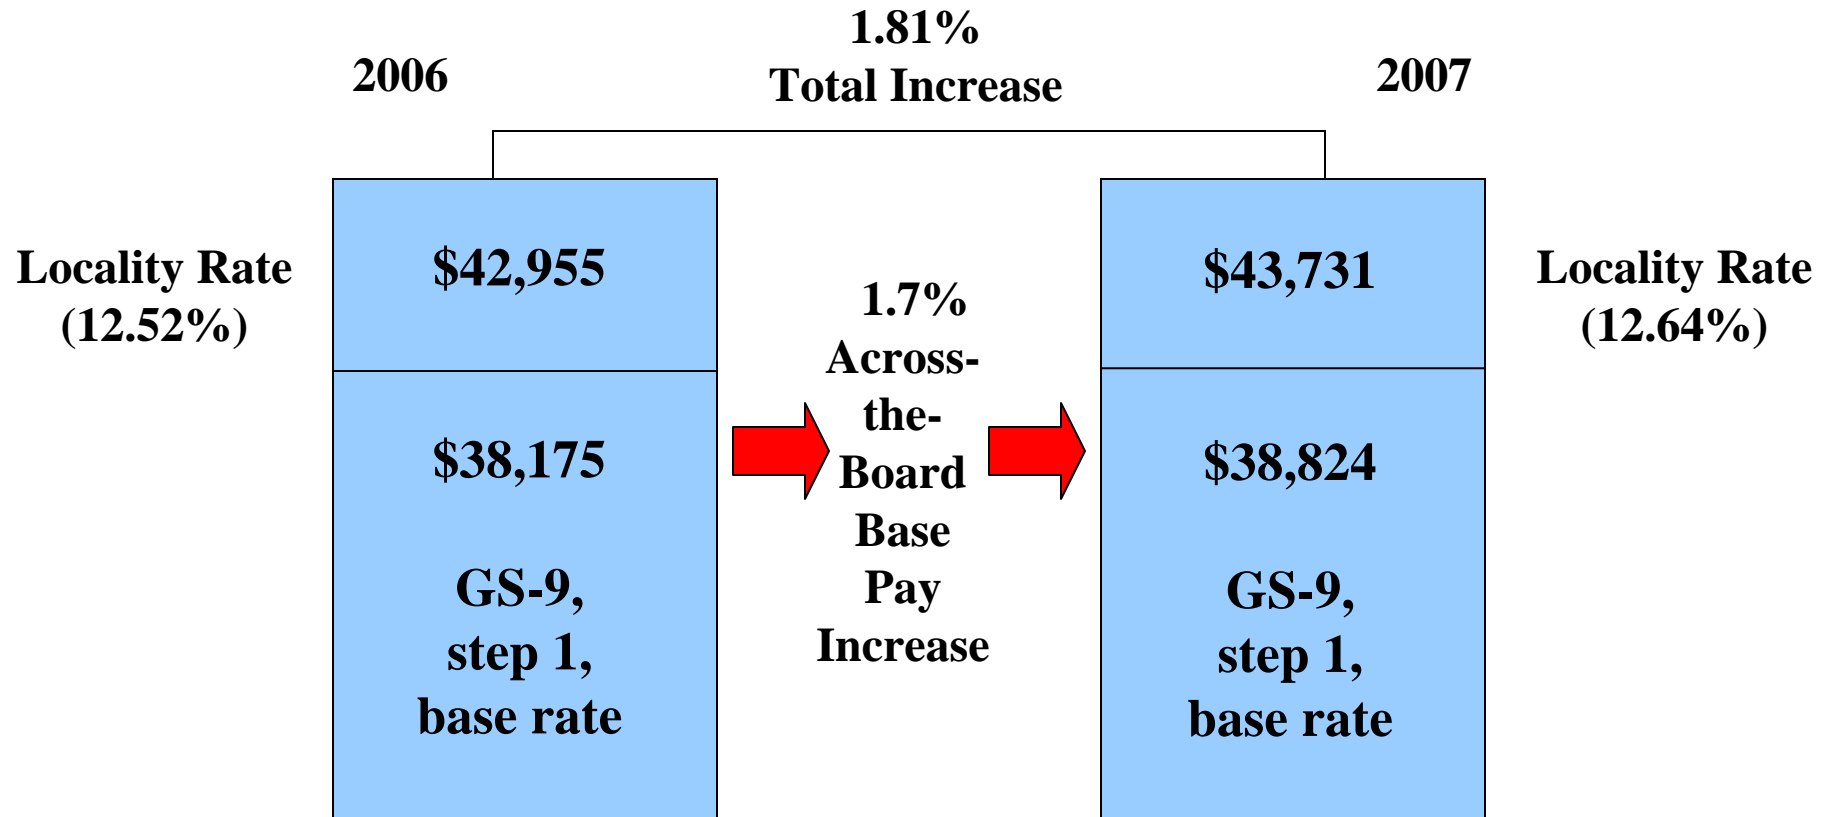 1.81%
Total Increase
2006
2007
Locality Rate
(12.52%)
$42,955
$38,175
GS-9,
step 1,
base rate
1.7%
Across-
the-
Board
Base
Pay
Increase
$43,731
$38,824
GS-9,
step 1,
base rate
Locality Rate
(12.64%)